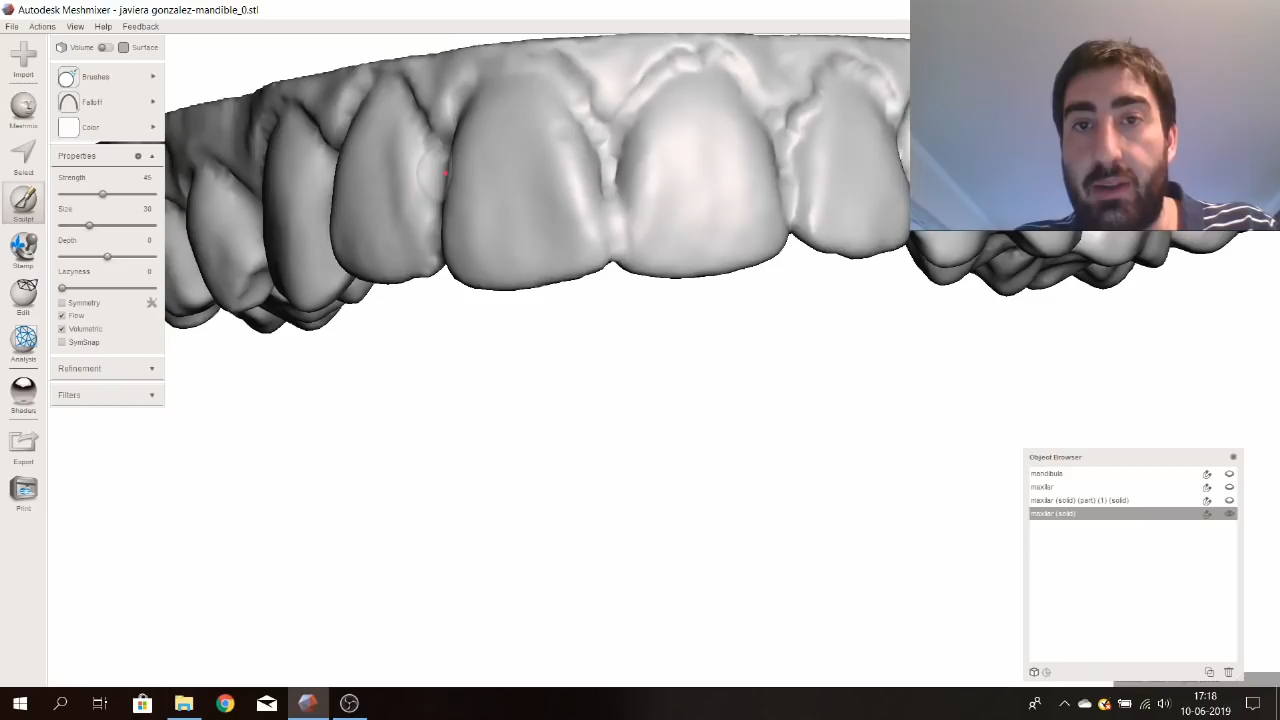 Autodesk Meshmixer - javiera gonzalez-mandible_0.stl
File Actions View Help Feedback
Import
Meshmix
Select
Sculpt
Stamp
Edit
Analysis
Shaders
Export
Print
Volume Surface
Brushes
Falloff
Color
Properties
Strength 45
Size 30
Depth 0
Lazyness 0
Symmetry
Flow
Volumetric
SymSnap
Refinement
Filters
Object Browser
mandibula
maxilar
maxilar (solid) (part) (1) (solid)
maxilar (solid)
17:18
10-06-2019